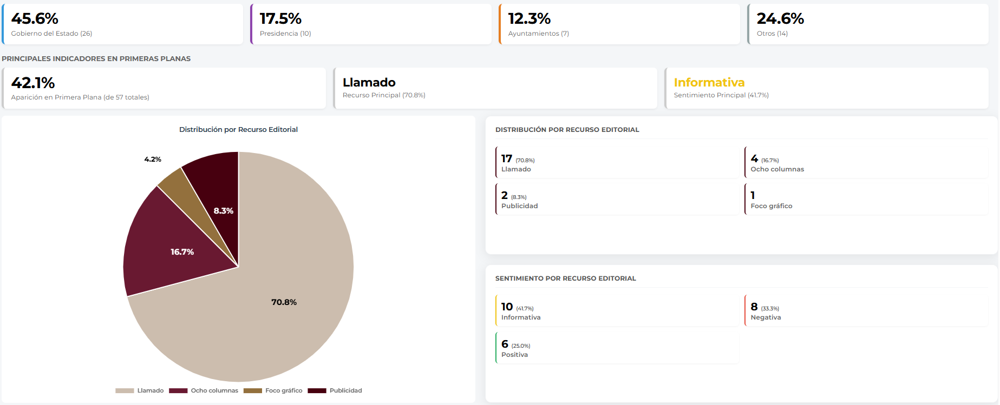 45.6%
Gobierno del Estado (26)
17.5%
Presidencia (10)
12.3%
Ayuntamientos (7)
24.6%
Otros (14)
PRINCIPALES INDICADORES EN PRIMERAS PLANAS
42.1%
Aparición en Primera Plana (de 57 totales)
Llamado
Recurso Principal (70.8%)
Informativa
Sentimiento Principal (41.7%)
Distribución por Recurso Editorial
4.2%
8.3%
16.7%
70.8%
Llamado
Ocho columnas
Foco gráfico
Publicidad
DISTRIBUCIÓN POR RECURSO EDITORIAL
17 (70.8%)
Llamado
4 (16.7%)
Ocho columnas
2 (8.3%)
Publicidad
1
Foco gráfico
SENTIMIENTO POR RECURSO EDITORIAL
10 (41.7%)
Informativa
8 (33.3%)
Negativa
6 (25.0%)
Positiva